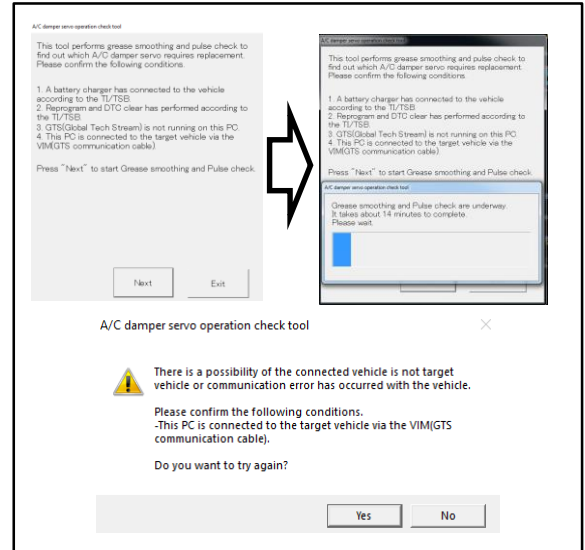 A/C damper servo operation check tool
This tool performs grease smoothing and pulse check to
find out which A/C damper servo requires replacement.
Please confirm the following conditions.
1. A battery charger has connected to the vehicle
according to the TI/TSB.
2. Reprogram and DTC clear has performed according to
the TI/TSB.
3. GTS(Global Tech Stream) is not running on this PC.
4. This PC is connected to the target vehicle via the
VIM(GTS communication cable).
Press "Next" to start Grease smoothing and Pulse check.
Next
Exit
A/C damper servo operation check tool
This tool performs grease smoothing and pulse check to
find out which A/C damper servo requires replacement.
Please confirm the following conditions.
1. A battery charger has connected to the vehicle
according to the TI/TSB.
2. Reprogram and DTC clear has performed according to
the TI/TSB.
3. GTS(Global Tech Stream) is not running on this PC.
4. This PC is connected to the target vehicle via the
VIM(GTS communication cable).
Press "Next" to start Grease smoothing and Pulse check.
A/C damper servo operation check tool
Grease smoothing and Pulse check are underway.
It takes about 14 minutes to complete.
Please wait.
A/C damper servo operation check tool
There is a possibility of the connected vehicle is not target
vehicle or communication error has occurred with the vehicle.
Please confirm the following conditions.
-This PC is connected to the target vehicle via the VIM(GTS
communication cable).
Do you want to try again?
Yes
No